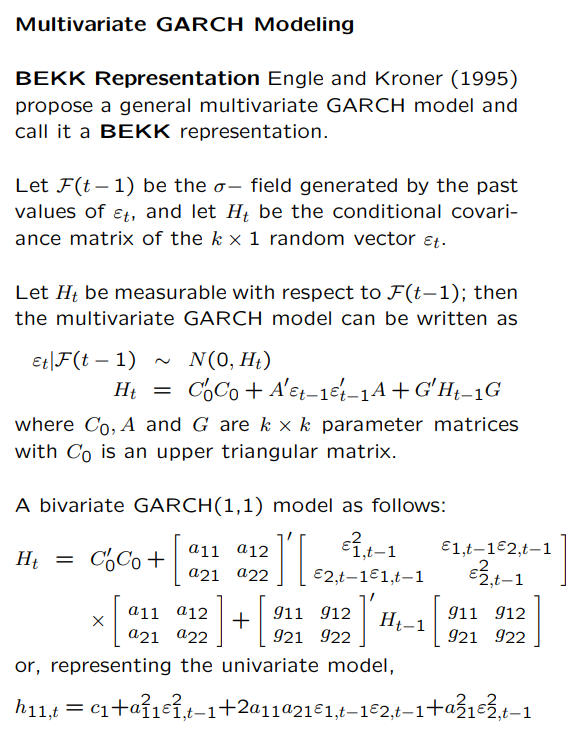 Multivariate GARCH Modeling
BEKK Representation Engle and Kroner (1995)
propose a general multivariate GARCH model and
call it a BEKK representation.
Let ℱ(t − 1) be the σ− field generated by the past
values of εₜ, and let Hₜ be the conditional covari-
ance matrix of the k × 1 random vector εₜ.
Let Hₜ be measurable with respect to ℱ(t−1); then
the multivariate GARCH model can be written as
εₜ|ℱ(t − 1) ∼ N(0, Hₜ)
Hₜ = C₀′C₀ + A′εₜ₋₁ε′ₜ₋₁A + G′Hₜ₋₁G
where C₀, A and G are k × k parameter matrices
with C₀ is an upper triangular matrix.
A bivariate GARCH(1,1) model as follows:
Hₜ = C₀′C₀ + [ a₁₁ a₁₂ ; a₂₁ a₂₂ ]′ [ ε²₁,ₜ₋₁ ε₁,ₜ₋₁ε₂,ₜ₋₁ ; ε₂,ₜ₋₁ε₁,ₜ₋₁ ε²₂,ₜ₋₁ ]
× [ a₁₁ a₁₂ ; a₂₁ a₂₂ ] + [ g₁₁ g₁₂ ; g₂₁ g₂₂ ]′ Hₜ₋₁ [ g₁₁ g₁₂ ; g₂₁ g₂₂ ]
or, representing the univariate model,
h₁₁,ₜ = c₁+a²₁₁ε²₁,ₜ₋₁+2a₁₁a₂₁ε₁,ₜ₋₁ε₂,ₜ₋₁+a²₂₁ε²₂,ₜ₋₁